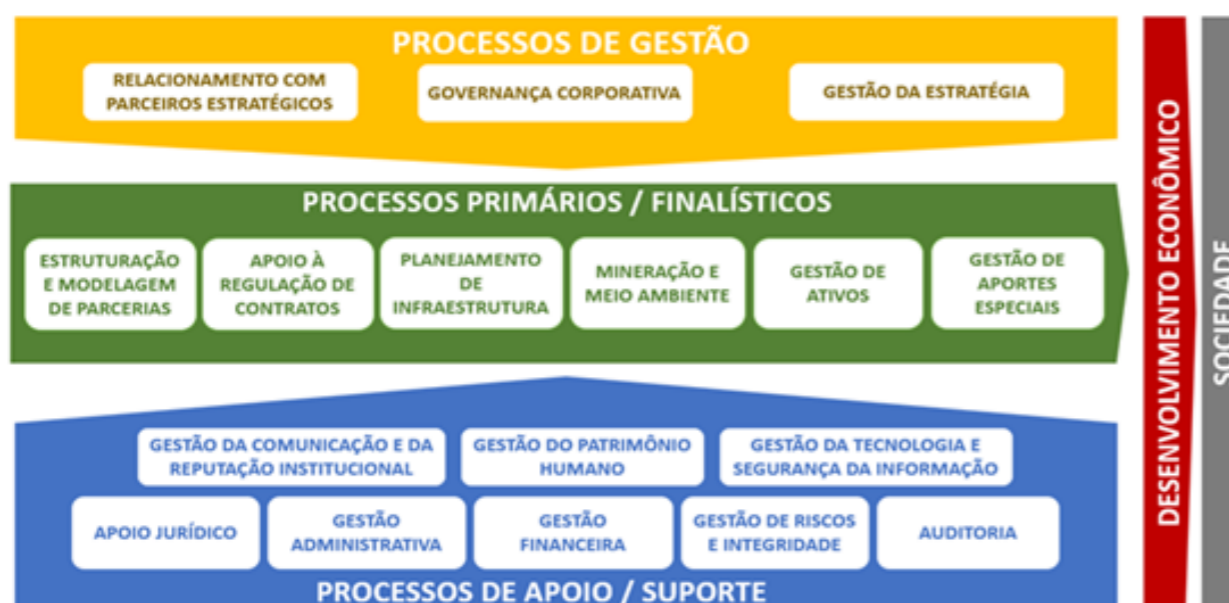 PROCESSOS DE GESTÃO
RELACIONAMENTO COM
PARCEIROS ESTRATÉGICOS
GOVERNANÇA CORPORATIVA
GESTÃO DA ESTRATÉGIA
PROCESSOS PRIMÁRIOS / FINALÍSTICOS
ESTRUTURAÇÃO
E MODELAGEM
DE PARCERIAS
APOIO À
REGULAÇÃO DE
CONTRATOS
PLANEJAMENTO
DE
INFRAESTRUTURA
MINERAÇÃO E
MEIO AMBIENTE
GESTÃO DE
ATIVOS
GESTÃO DE
APORTES
ESPECIAIS
GESTÃO DA COMUNICAÇÃO E DA
REPUTAÇÃO INSTITUCIONAL
GESTÃO DO PATRIMÔNIO
HUMANO
GESTÃO DA TECNOLOGIA E
SEGURANÇA DA INFORMAÇÃO
APOIO JURÍDICO
GESTÃO
ADMINISTRATIVA
GESTÃO
FINANCEIRA
GESTÃO DE RISCOS
E INTEGRIDADE
AUDITORIA
PROCESSOS DE APOIO / SUPORTE
DESENVOLVIMENTO ECONÔMICO
SOCIEDADE